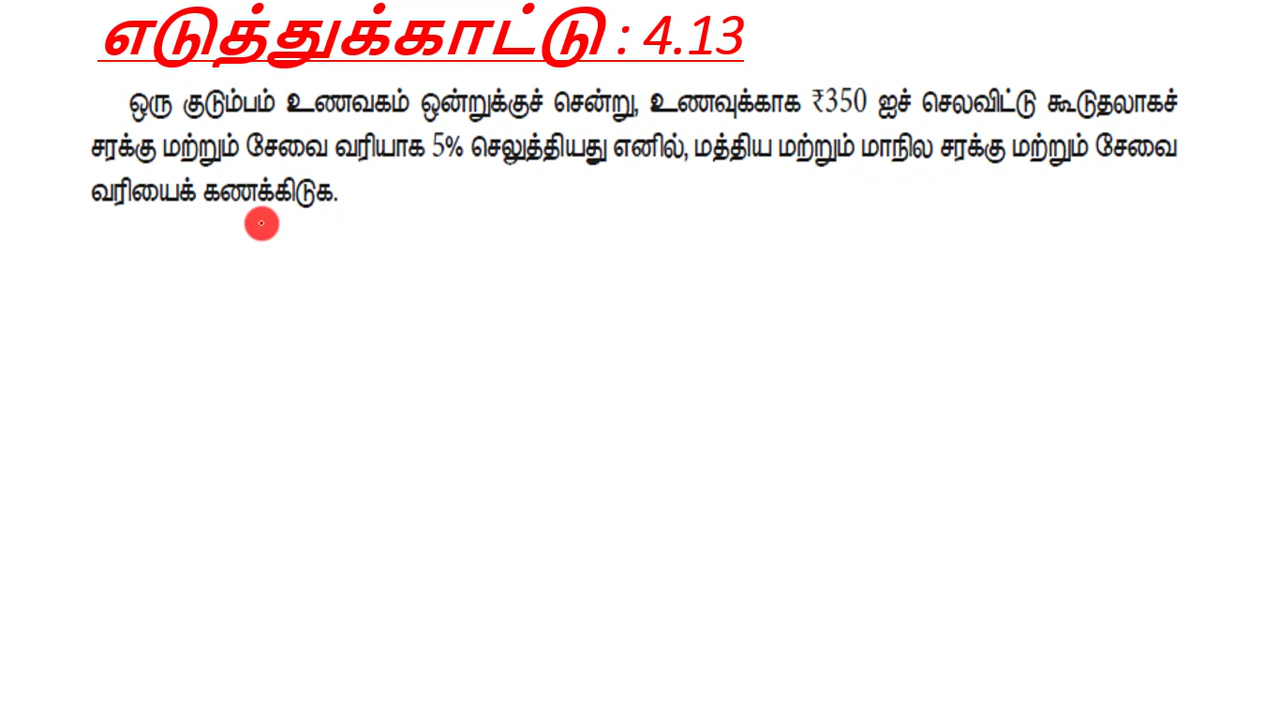 எடுத்துக்காட்டு : 4.13
ஒரு குடும்பம் உணவகம் ஒன்றுக்குச் சென்று, உணவுக்காக ₹350 ஐச் செலவிட்டு கூடுதலாகச்
சரக்கு மற்றும் சேவை வரியாக 5% செலுத்தியது எனில், மத்திய மற்றும் மாநில சரக்கு மற்றும் சேவை
வரியைக் கணக்கிடுக.